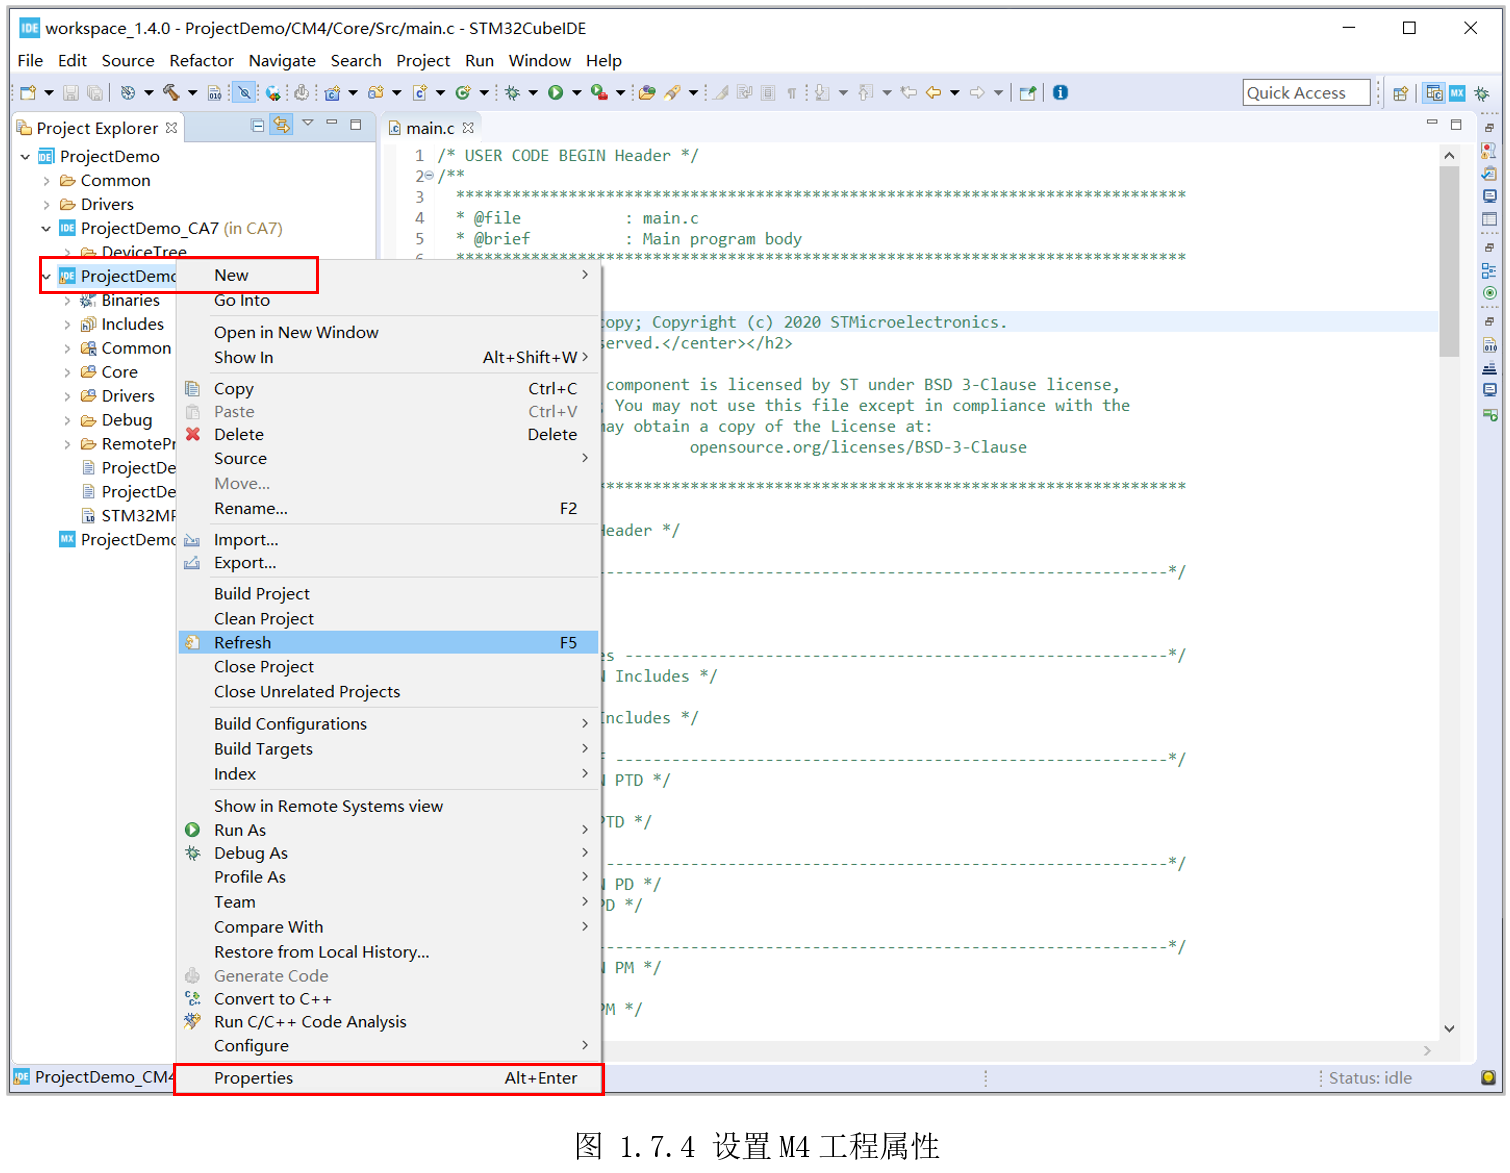 workspace_1.4.0 - ProjectDemo/CM4/Core/Src/main.c - STM32CubeIDE
File Edit Source Refactor Navigate Search Project Run Window Help
Quick Access
Project Explorer
main.c
ProjectDemo
Common
Drivers
ProjectDemo_CA7 (in CA7)
DeviceTree
ProjectDemo
Binaries
Includes
Common
Core
Drivers
Debug
RemotePr
ProjectDe
ProjectDe
STM32MP
ProjectDemo
New
Go Into
Open in New Window
Show In Alt+Shift+W
Copy Ctrl+C
Paste Ctrl+V
Delete Delete
Source
Move...
Rename... F2
Import...
Export...
Build Project
Clean Project
Refresh F5
Close Project
Close Unrelated Projects
Build Configurations
Build Targets
Index
Show in Remote Systems view
Run As
Debug As
Profile As
Team
Compare With
Restore from Local History...
Generate Code
Convert to C++
Run C/C++ Code Analysis
Configure
Properties Alt+Enter
1 /* USER CODE BEGIN Header */
2 /**
3 ******************************************************************************
4 * @file : main.c
5 * @brief : Main program body
6 ******************************************************************************
copy; Copyright (c) 2020 STMicroelectronics.
served.</center></h2>
component is licensed by ST under BSD 3-Clause license,
; You may not use this file except in compliance with the
may obtain a copy of the License at:
opensource.org/licenses/BSD-3-Clause
******************************************************************************
Header */
------------------------------------------------------------*/
es ----------------------------------------------------------*/
N Includes */
Includes */
f -----------------------------------------------------------*/
N PTD */
PTD */
------------------------------------------------------------*/
N PD */
PD */
------------------------------------------------------------*/
N PM */
PM */
ProjectDemo_CM4
Status: idle
图 1.7.4 设置 M4 工程属性